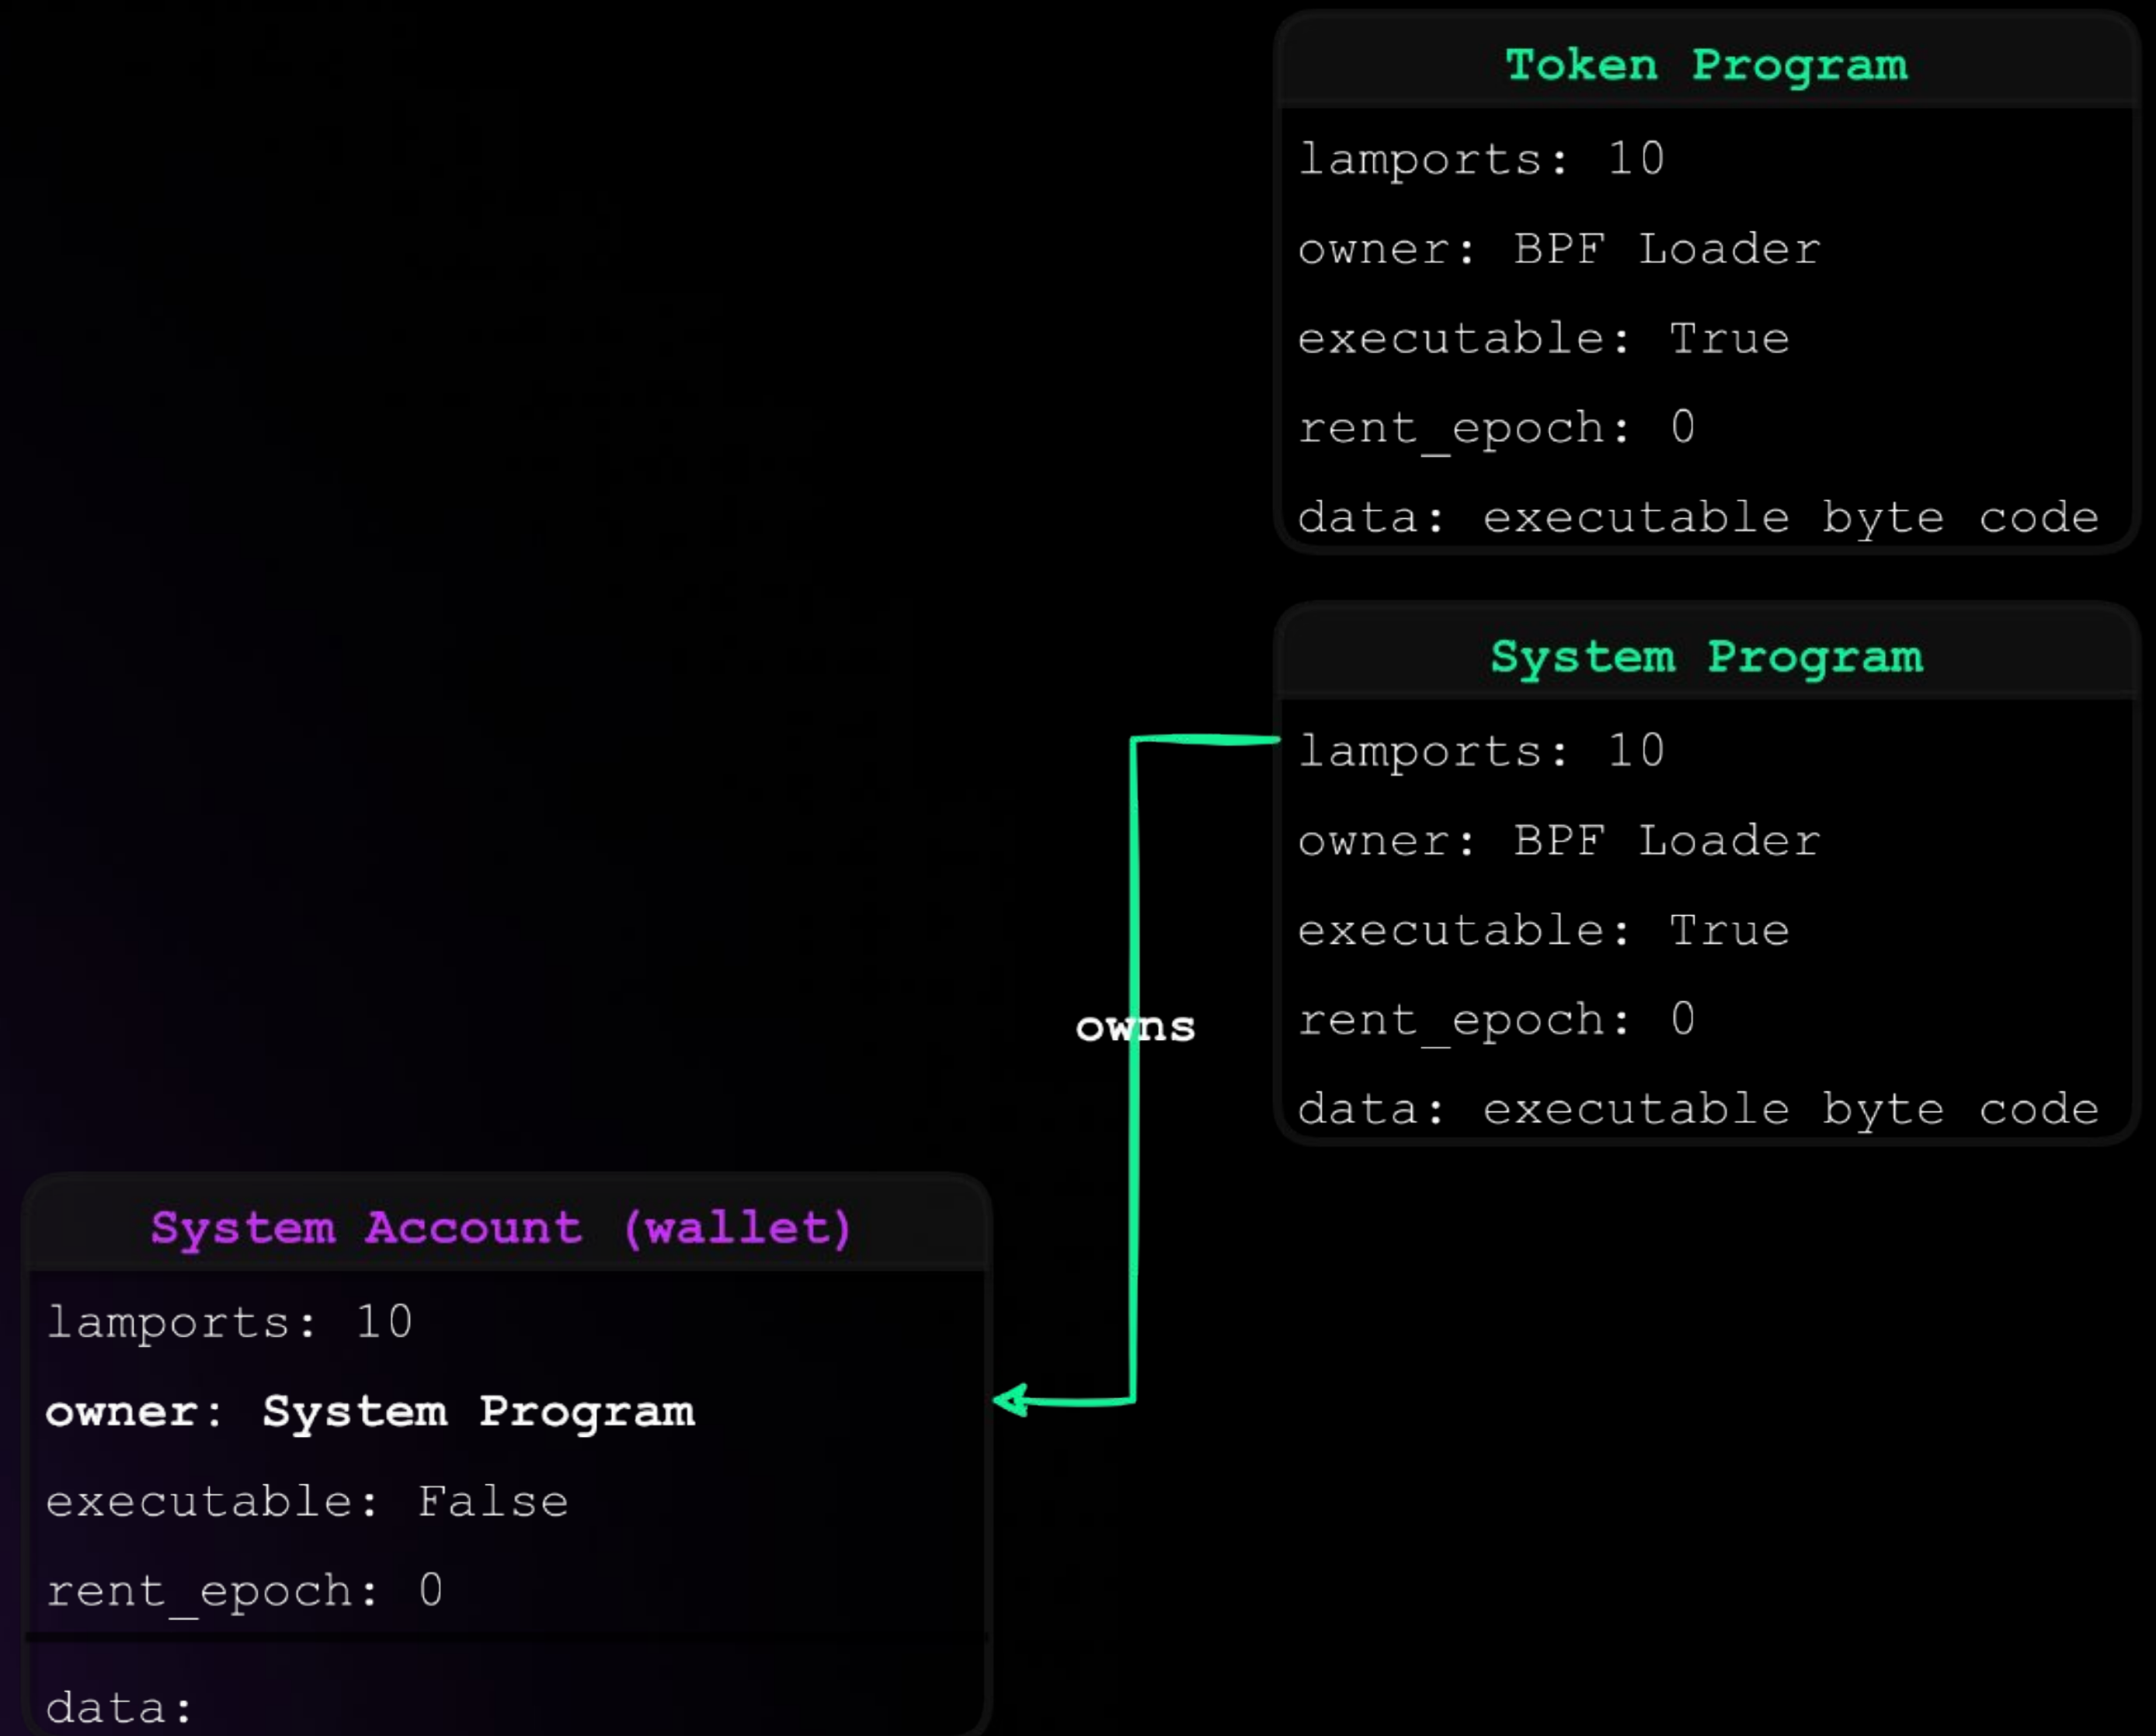 Token Program
lamports: 10
owner: BPF Loader
executable: True
rent_epoch: 0
data: executable byte code
System Program
lamports: 10
owner: BPF Loader
executable: True
rent_epoch: 0
data: executable byte code
owns
System Account (wallet)
lamports: 10
owner: System Program
executable: False
rent_epoch: 0
data: